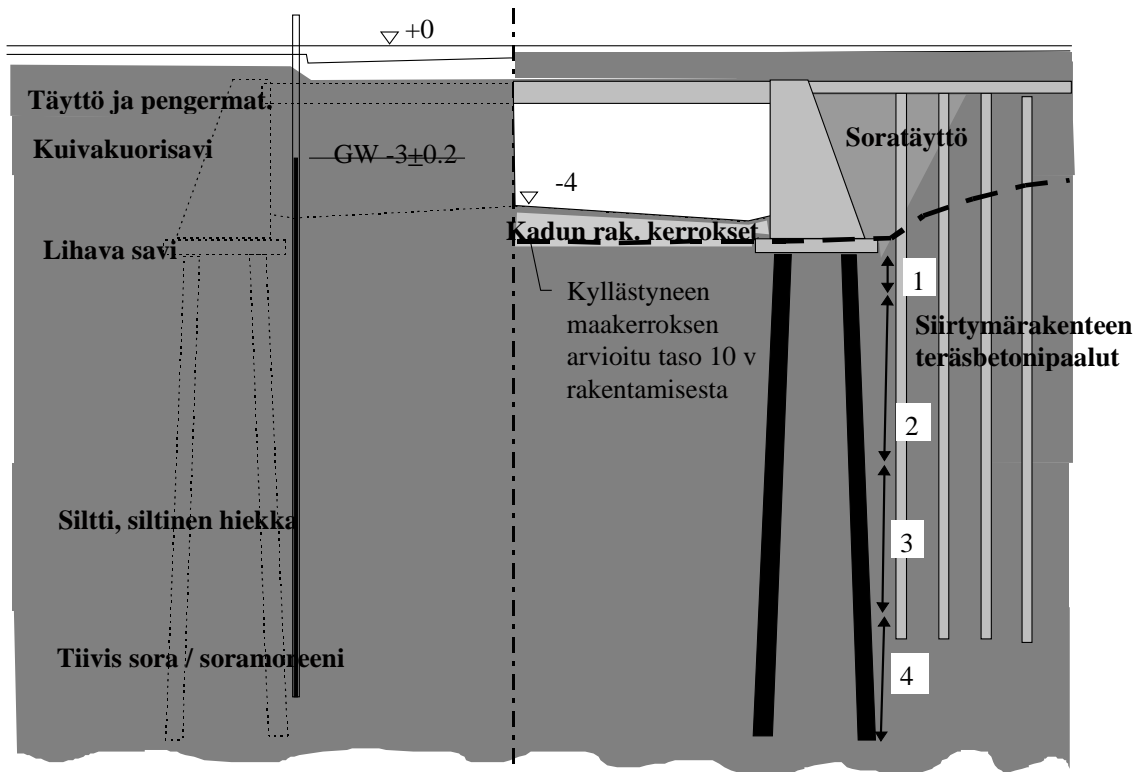 +0
Täyttö ja pengermat.
Kuivakuorisavi
GW -3±0.2
Soratäyttö
-4
Kadun rak. kerrokset
Lihava savi
Kyllästyneen
maakerroksen
arvioitu taso 10 v
rakentamisesta
1
Siirtymärakenteen
teräsbetonipaalut
2
Siltti, siltinen hiekka
3
Tiivis sora / soramoreeni
4